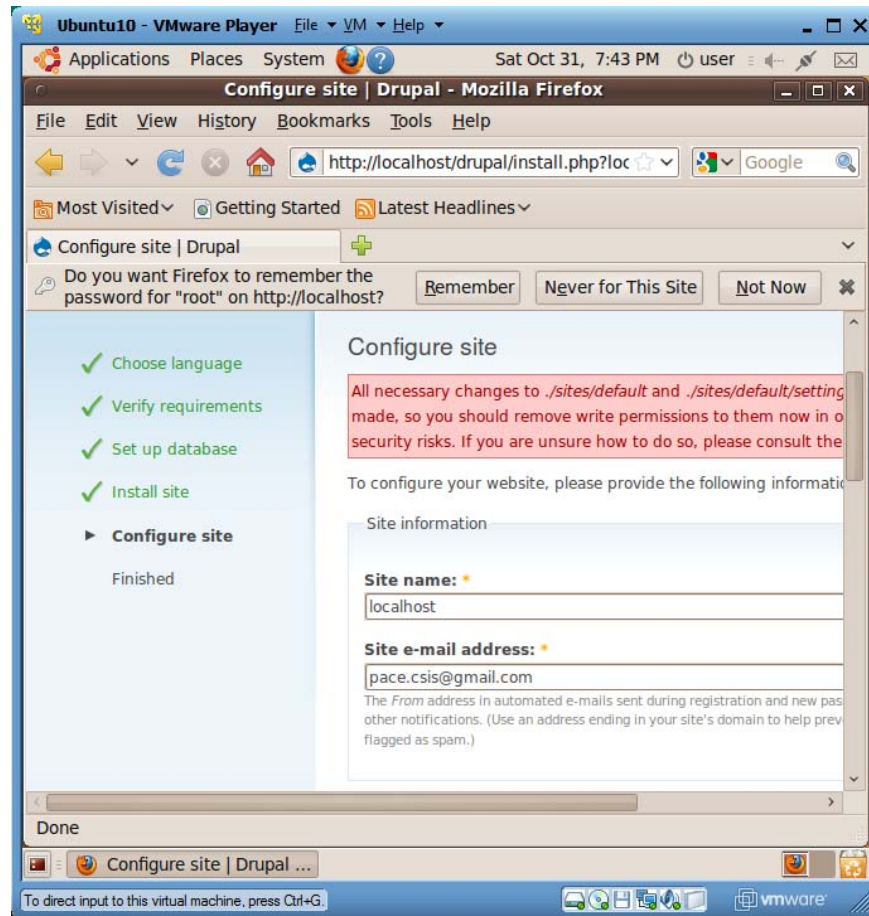 Ubuntu10 - VMware Player File VM Help
Applications Places System Sat Oct 31, 7:43 PM user
Configure site | Drupal - Mozilla Firefox
File Edit View History Bookmarks Tools Help
http://localhost/drupal/install.php?loc Google
Most Visited Getting Started Latest Headlines
Configure site | Drupal
Do you want Firefox to remember the
password for "root" on http://localhost?
Remember Never for This Site Not Now
Choose language
Verify requirements
Set up database
Install site
Configure site
Finished
Configure site
All necessary changes to ./sites/default and ./sites/default/setting
made, so you should remove write permissions to them now in o
security risks. If you are unsure how to do so, please consult the
To configure your website, please provide the following informatic
Site information
Site name: *
localhost
Site e-mail address: *
pace.csis@gmail.com
The From address in automated e-mails sent during registration and new pas
other notifications. (Use an address ending in your site's domain to help prev
flagged as spam.)
Done
Configure site | Drupal ...
To direct input to this virtual machine, press Ctrl+G.
vmware